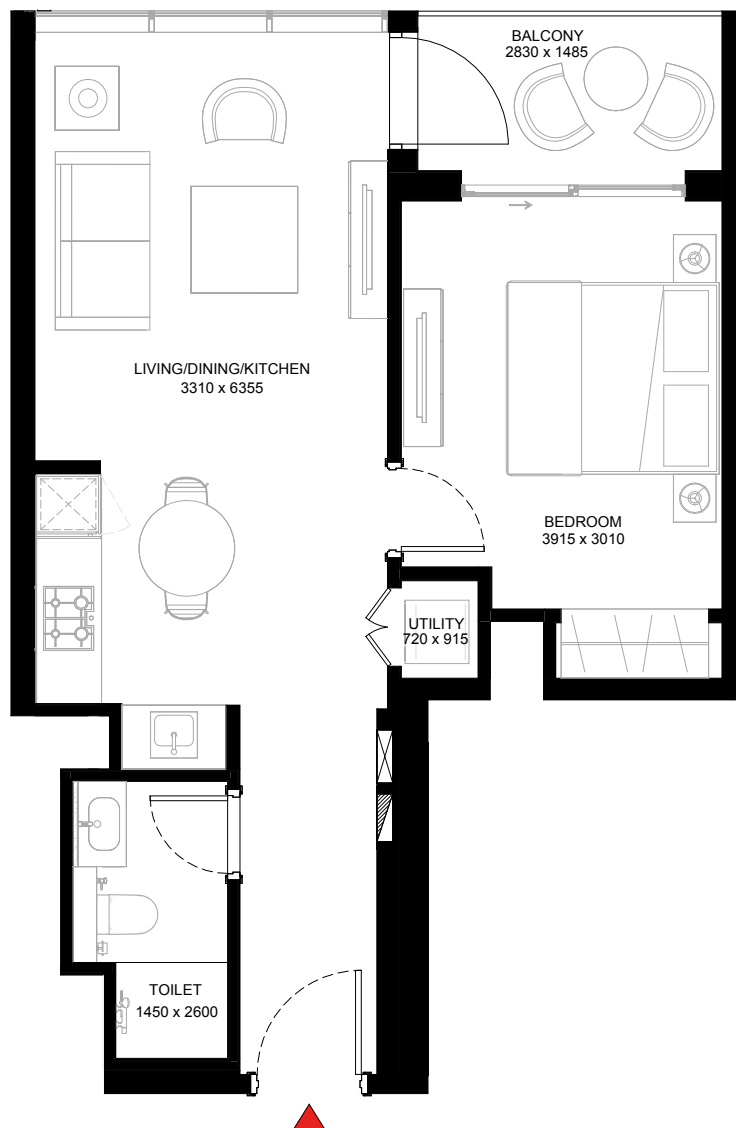 BALCONY
2830 x 1485
LIVING/DINING/KITCHEN
3310 x 6355
BEDROOM
3915 x 3010
UTILITY
720 x 915
TOILET
1450 x 2600